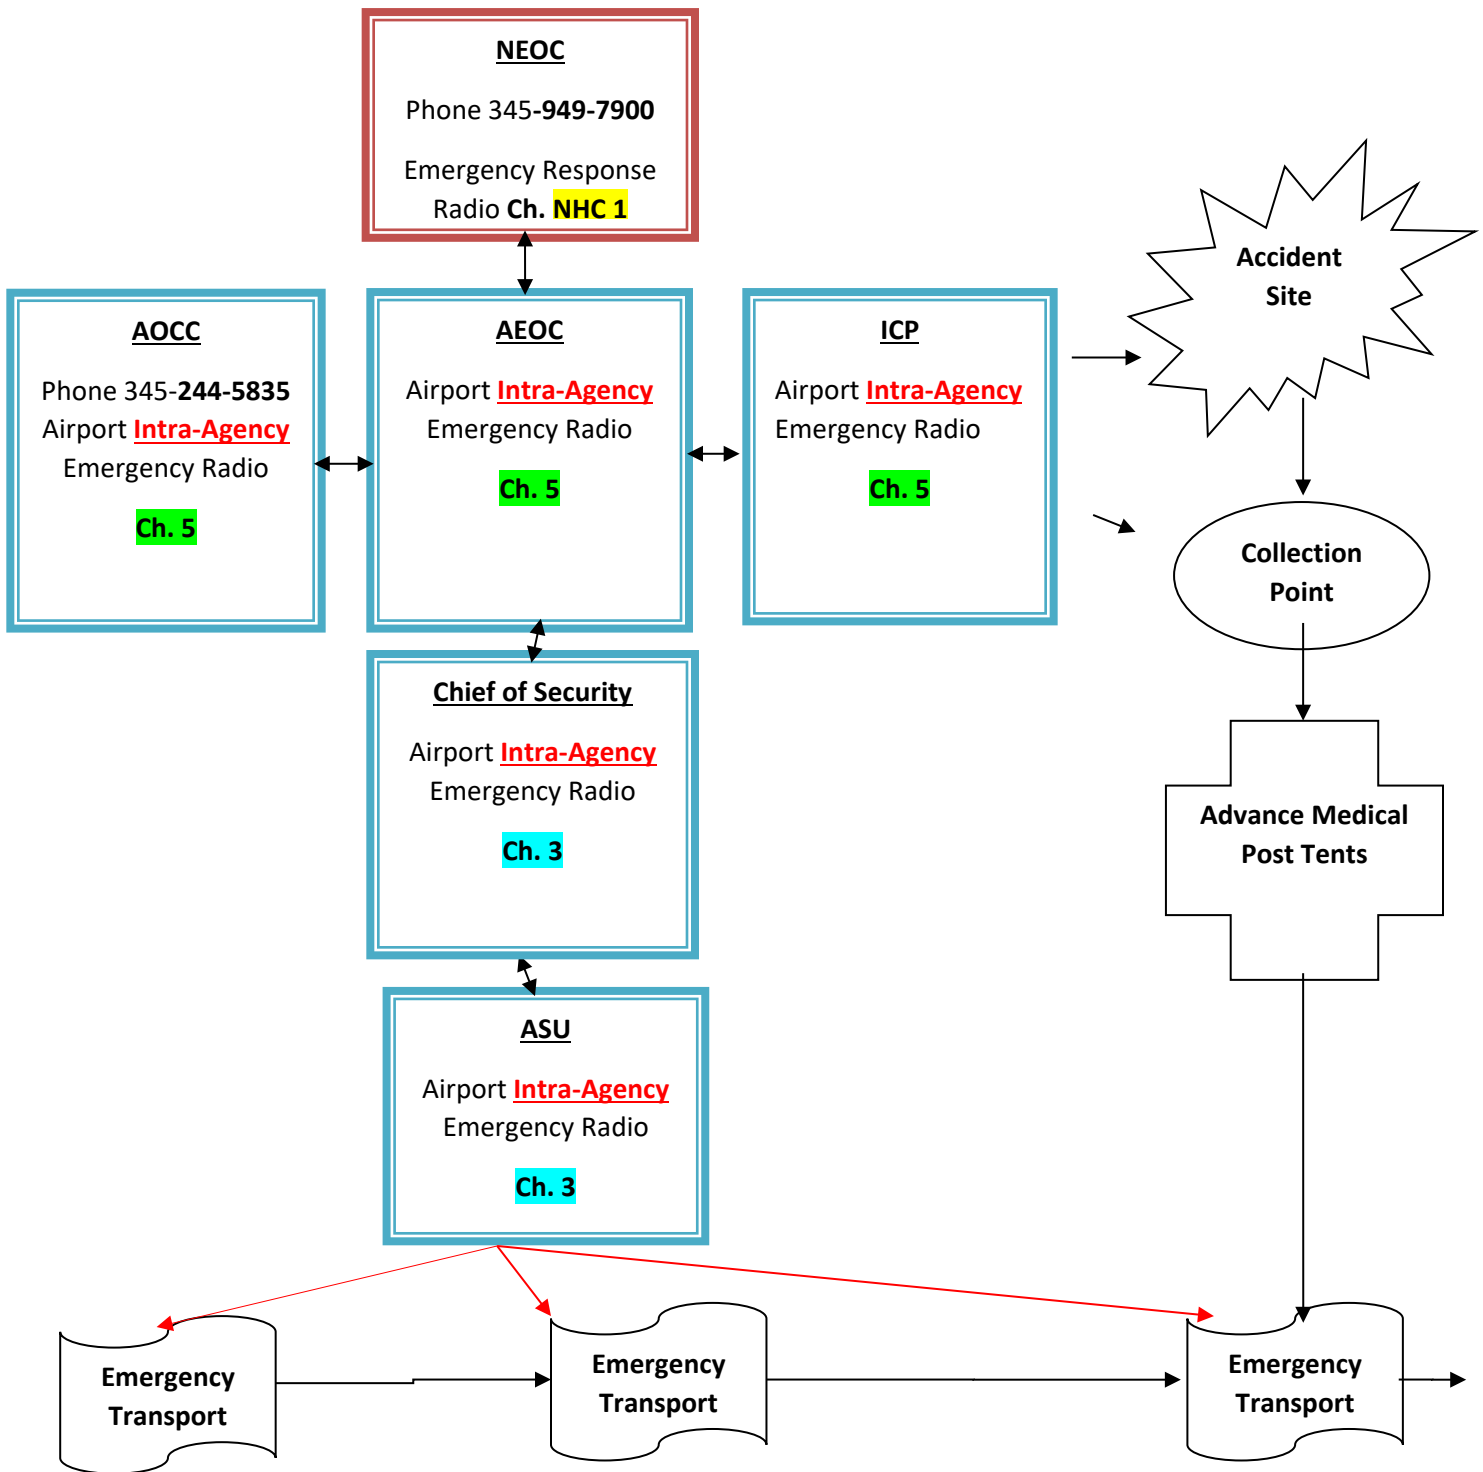 NEOC
Phone 345-949-7900
Emergency Response
Radio Ch. NHC 1
Accident
Site
AOCC
Phone 345-244-5835
Airport Intra-Agency
Emergency Radio
Ch. 5
AEOC
Airport Intra-Agency
Emergency Radio
Ch. 5
ICP
Airport Intra-Agency
Emergency Radio
Ch. 5
Collection
Point
Chief of Security
Airport Intra-Agency
Emergency Radio
Ch. 3
Advance Medical
Post Tents
ASU
Airport Intra-Agency
Emergency Radio
Ch. 3
Emergency
Transport
Emergency
Transport
Emergency
Transport